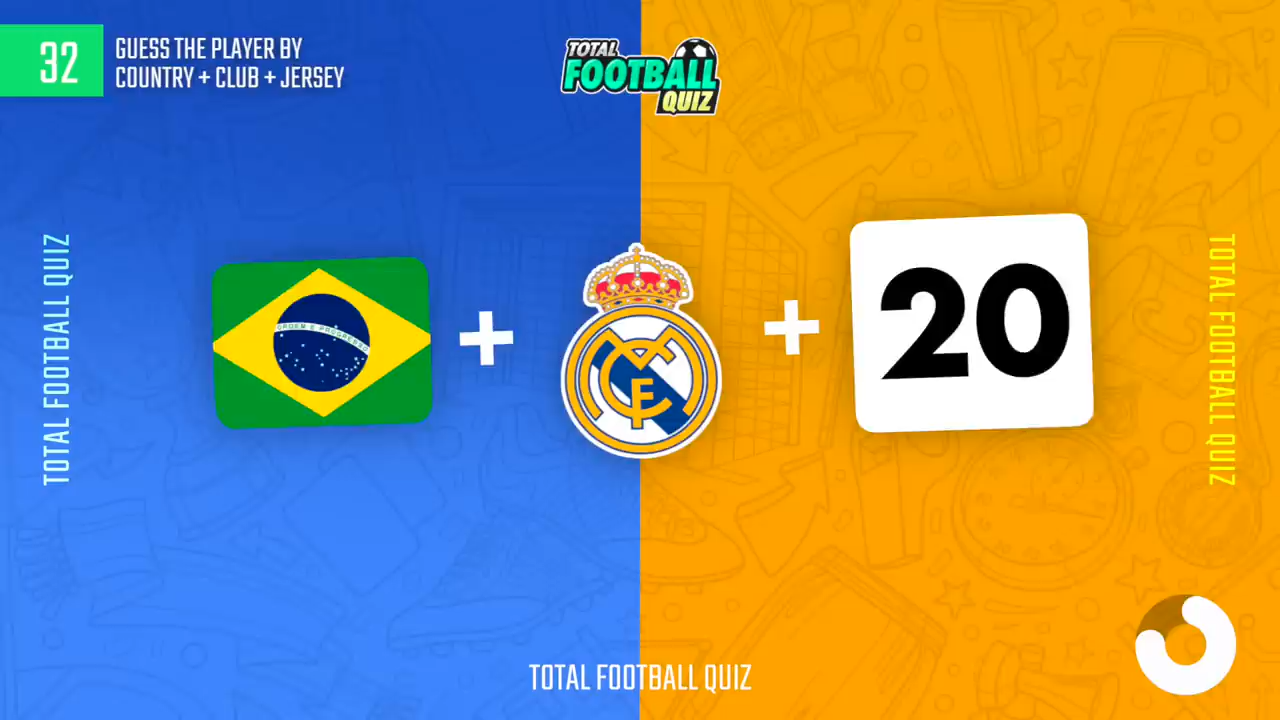 32
GUESS THE PLAYER BY
COUNTRY + CLUB + JERSEY
TOTAL
FOOTBALL
QUIZ
TOTAL FOOTBALL QUIZ
ORDEM E PROGRESSO
+
+
20
TOTAL FOOTBALL QUIZ
TOTAL FOOTBALL QUIZ